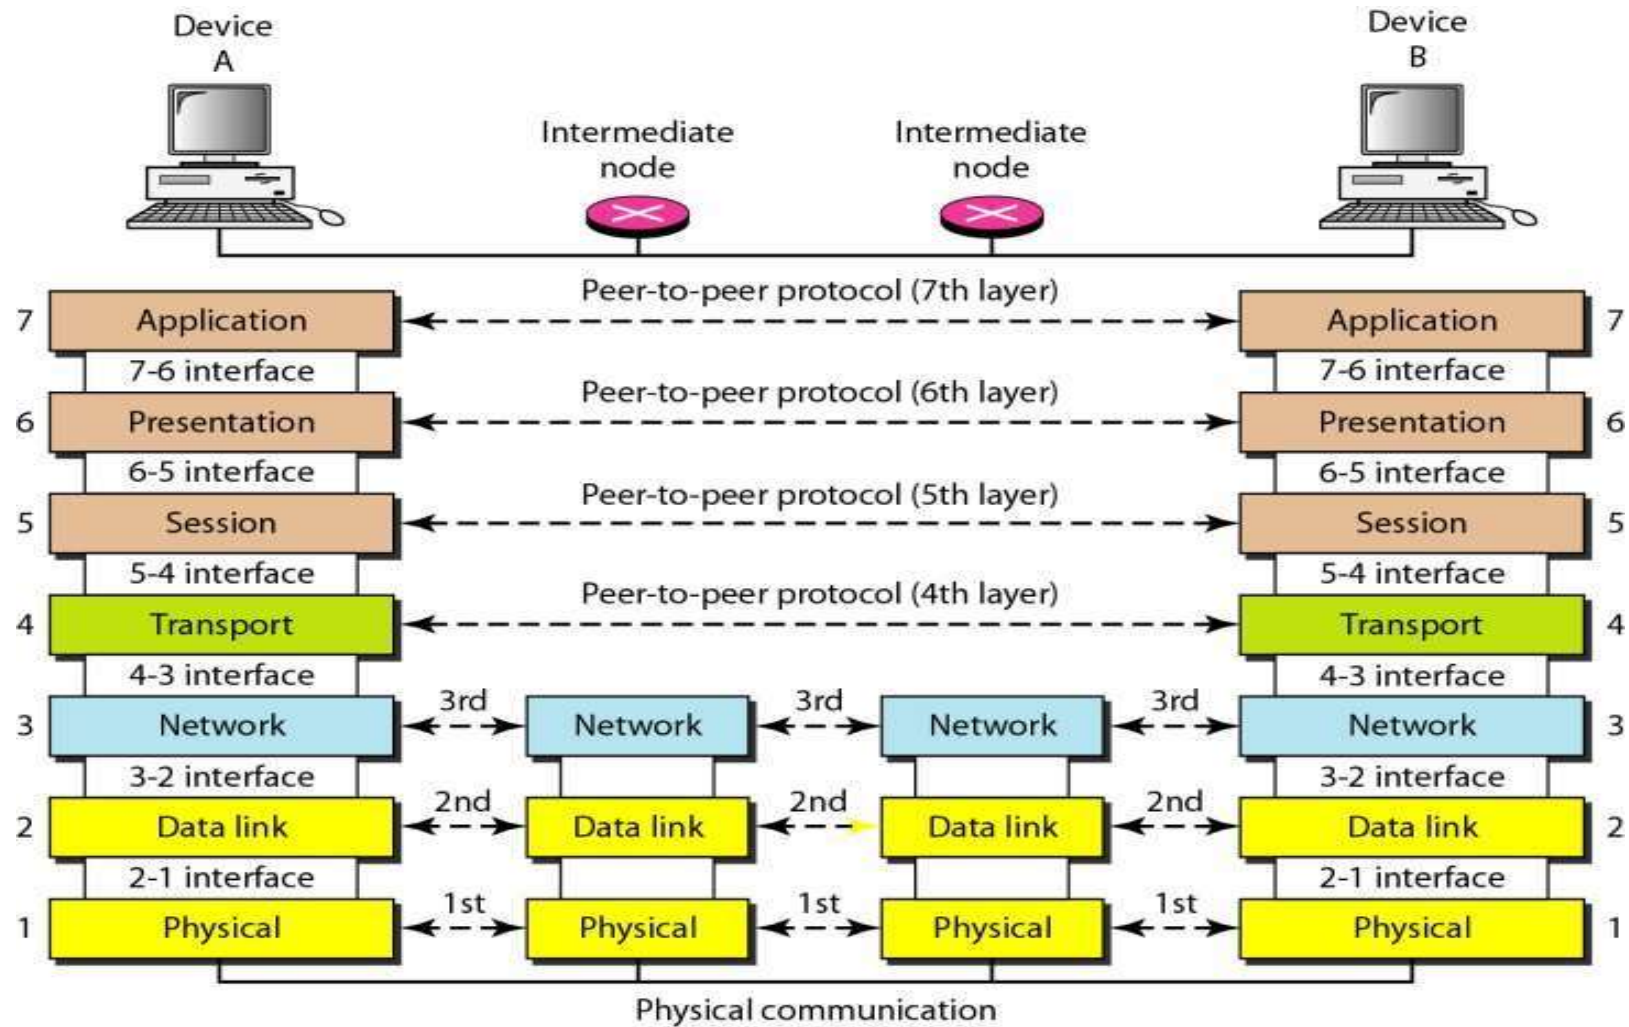 Device
A
Device
B
Intermediate
node
Intermediate
node
Peer-to-peer protocol (7th layer)
7 Application Application 7
7-6 interface 7-6 interface
Peer-to-peer protocol (6th layer)
6 Presentation Presentation 6
6-5 interface 6-5 interface
Peer-to-peer protocol (5th layer)
5 Session Session 5
5-4 interface 5-4 interface
Peer-to-peer protocol (4th layer)
4 Transport Transport 4
4-3 interface 4-3 interface
3rd 3rd 3rd
3 Network Network Network Network 3
3-2 interface 3-2 interface
2nd 2nd 2nd
2 Data link Data link Data link Data link 2
2-1 interface 2-1 interface
1st 1st 1st
1 Physical Physical Physical Physical 1
Physical communication